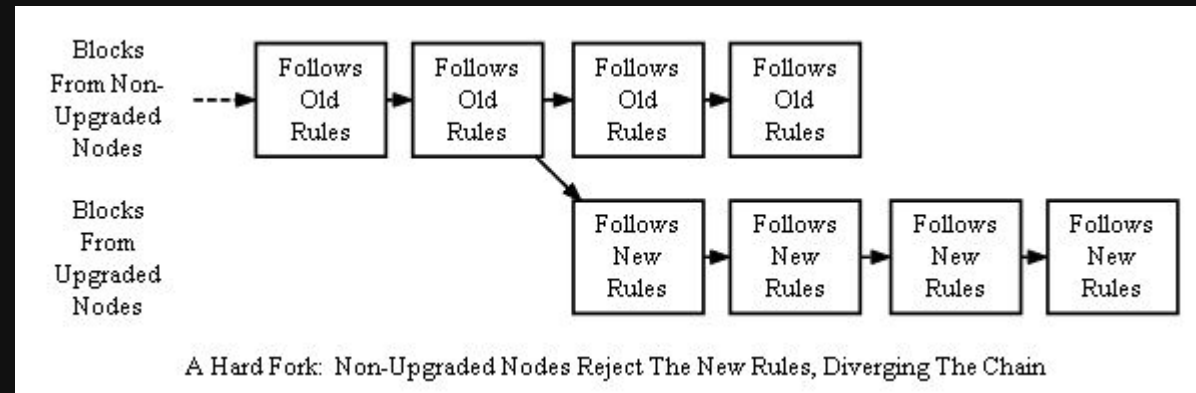 Blocks
From Non-
Upgraded
Nodes
Follows
Old
Rules
Follows
Old
Rules
Follows
Old
Rules
Follows
Old
Rules
Blocks
From
Upgraded
Nodes
Follows
New
Rules
Follows
New
Rules
Follows
New
Rules
Follows
New
Rules
A Hard Fork: Non-Upgraded Nodes Reject The New Rules, Diverging The Chain